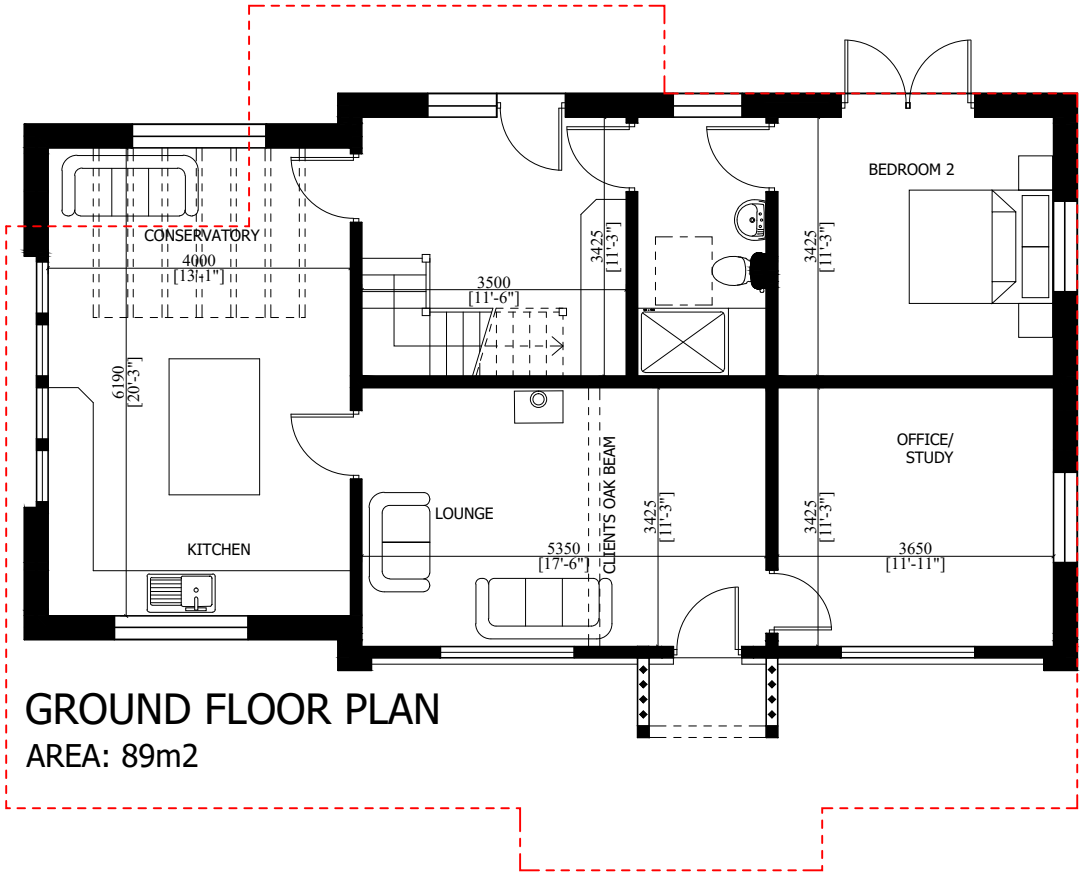 BEDROOM 2
CONSERVATORY
4000
[13'-1"]
3500
[11'-6"]
3425
[11'-3"]
3425
[11'-3"]
6190
[20'-3"]
OFFICE/
STUDY
CLIENTS OAK BEAM
LOUNGE
3425
[11'-3"]
3425
[11'-3"]
KITCHEN
5350
[17'-6"]
3650
[11'-11"]
GROUND FLOOR PLAN
AREA: 89m2